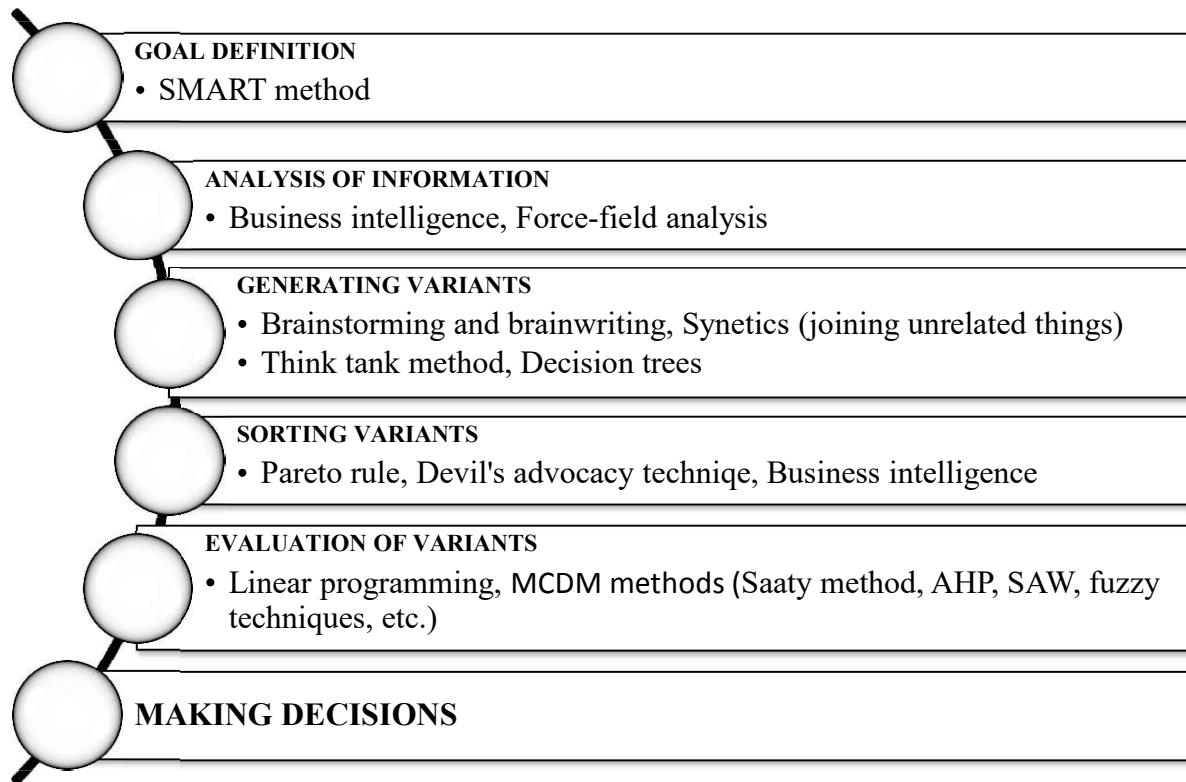 GOAL DEFINITION
• SMART method
ANALYSIS OF INFORMATION
• Business intelligence, Force-field analysis
GENERATING VARIANTS
• Brainstorming and brainwriting, Synetics (joining unrelated things)
• Think tank method, Decision trees
SORTING VARIANTS
• Pareto rule, Devil's advocacy techniqe, Business intelligence
EVALUATION OF VARIANTS
• Linear programming, MCDM methods (Saaty method, AHP, SAW, fuzzy
techniques, etc.)
MAKING DECISIONS